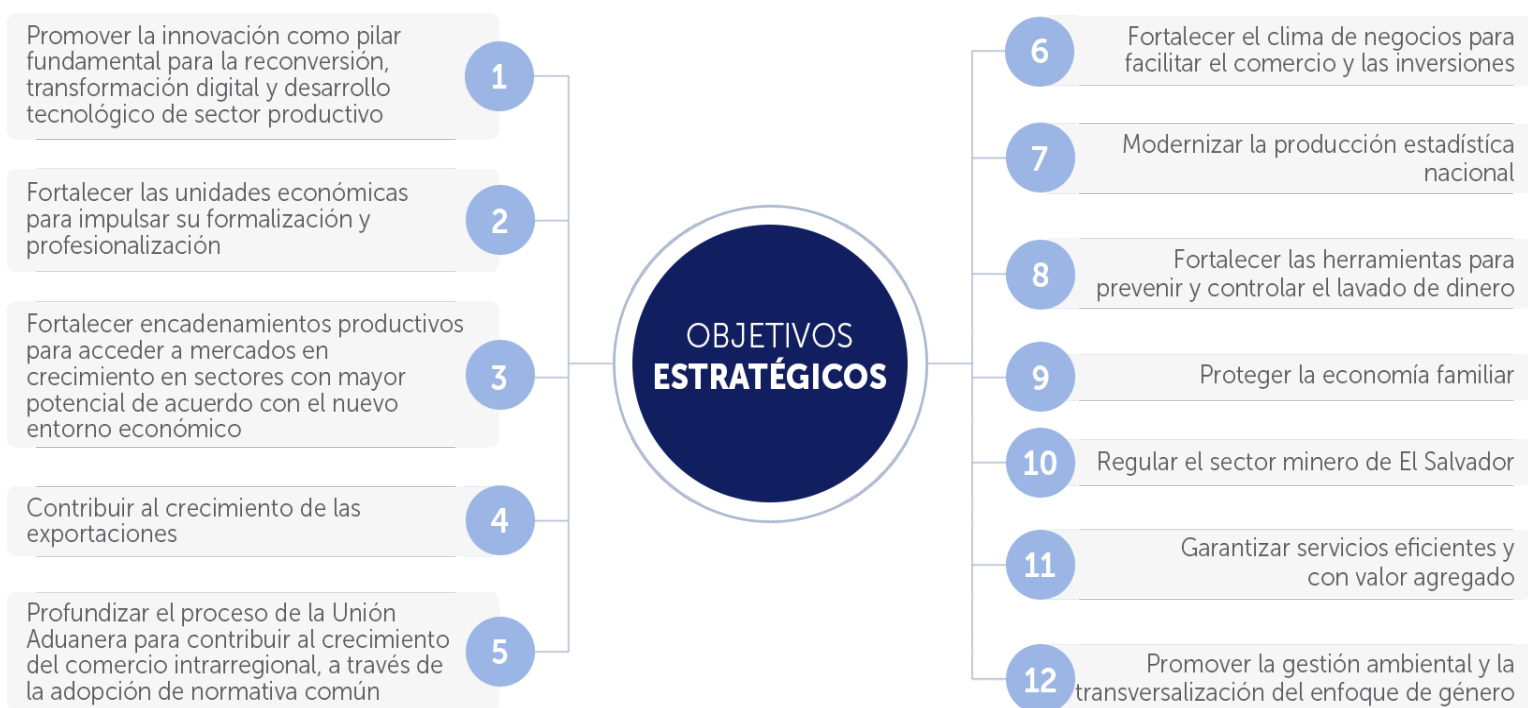 Promover la innovación como pilar
fundamental para la reconversión,
transformación digital y desarrollo
tecnológico de sector productivo
1
Fortalecer las unidades económicas
para impulsar su formalización y
profesionalización
2
Fortalecer encadenamientos productivos
para acceder a mercados en
crecimiento en sectores con mayor
potencial de acuerdo con el nuevo
entorno económico
3
Contribuir al crecimiento de las
exportaciones
4
Profundizar el proceso de la Unión
Aduanera para contribuir al crecimiento
del comercio intrarregional, a través de
la adopción de normativa común
5
OBJETIVOS
ESTRATÉGICOS
6
Fortalecer el clima de negocios para
facilitar el comercio y las inversiones
7
Modernizar la producción estadística
nacional
8
Fortalecer las herramientas para
prevenir y controlar el lavado de dinero
9
Proteger la economía familiar
10
Regular el sector minero de El Salvador
11
Garantizar servicios eficientes y
con valor agregado
12
Promover la gestión ambiental y la
transversalización del enfoque de género